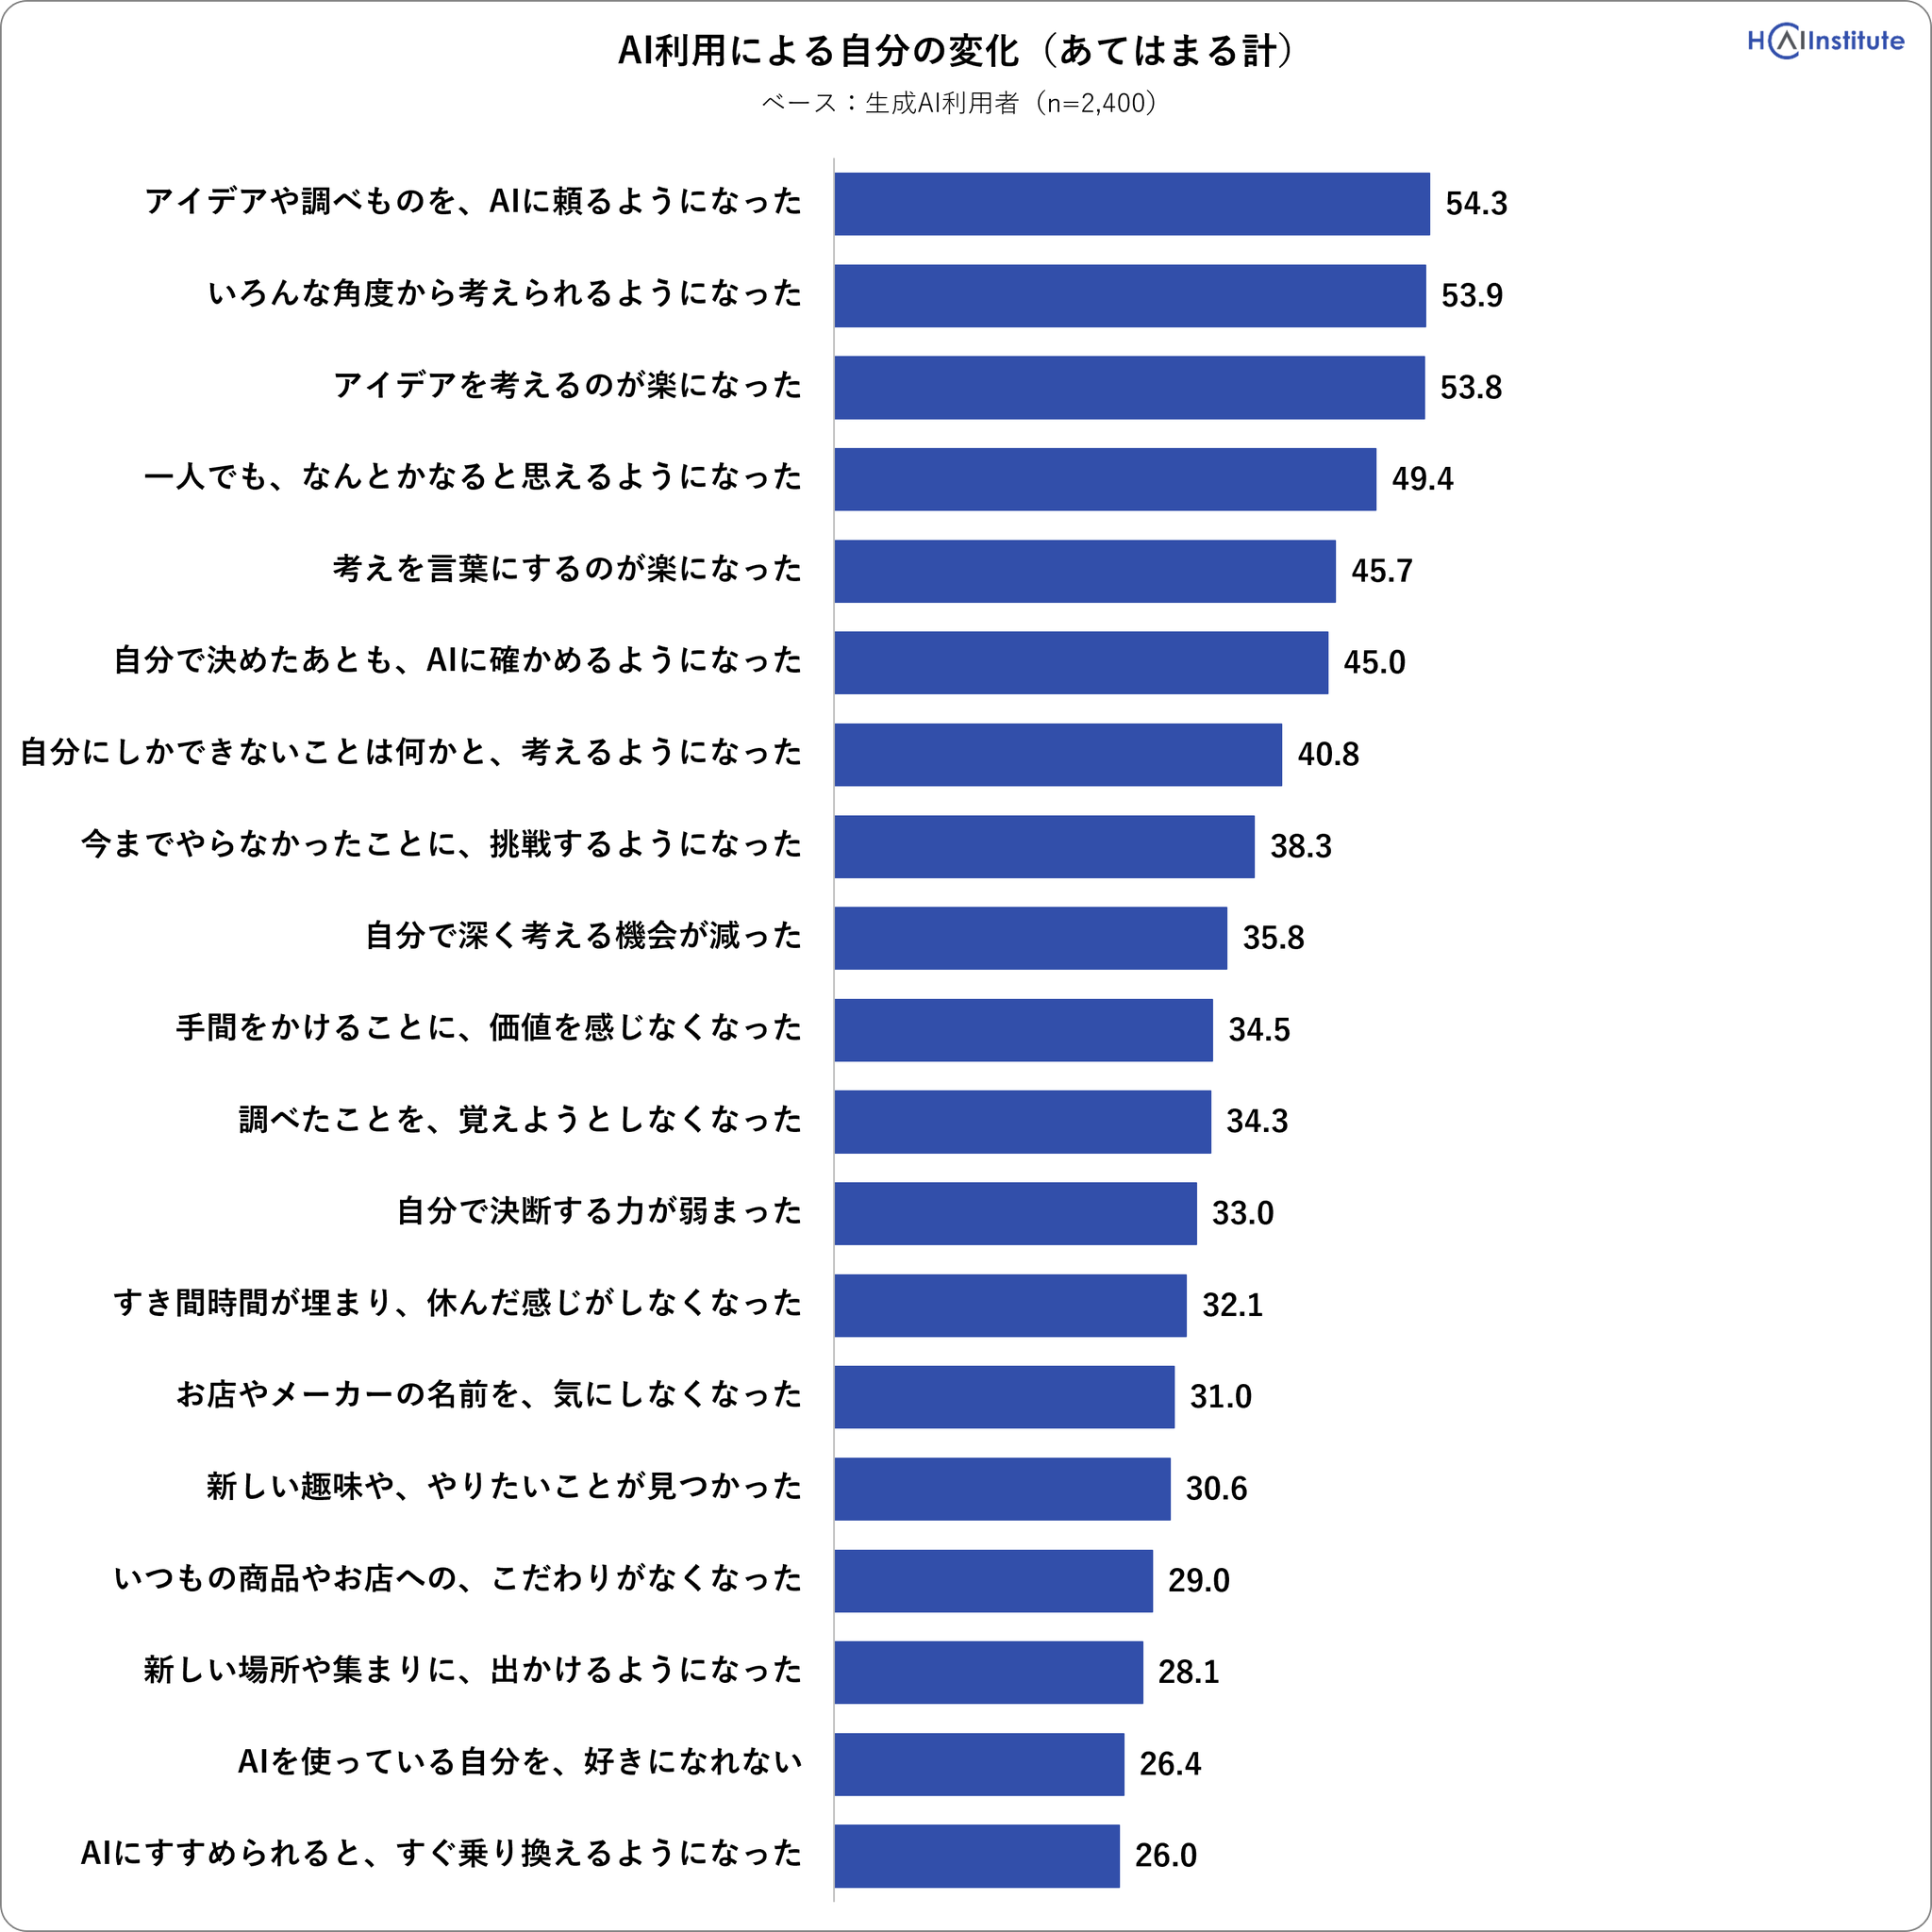 AI利用による自分の変化（あてはまる計）
HAIInstitute
ベース：生成AI利用者（n=2,400）
アイデアや調べものを、AIに頼るようになった 54.3
いろんな角度から考えられるようになった 53.9
アイデアを考えるのが楽になった 53.8
一人でも、なんとかなると思えるようになった 49.4
考えを言葉にするのが楽になった 45.7
自分で決めたあとも、AIに確かめるようになった 45.0
自分にしかできないことは何かと、考えるようになった 40.8
今までやらなかったことに、挑戦するようになった 38.3
自分で深く考える機会が減った 35.8
手間をかけることに、価値を感じなくなった 34.5
調べたことを、覚えようとしなくなった 34.3
自分で決断する力が弱まった 33.0
すき間時間が埋まり、休んだ感じがしなくなった 32.1
お店やメーカーの名前を、気にしなくなった 31.0
新しい趣味や、やりたいことが見つかった 30.6
いつもの商品やお店への、こだわりがなくなった 29.0
新しい場所や集まりに、出かけるようになった 28.1
AIを使っている自分を、好きになれない 26.4
AIにすすめられると、すぐ乗り換えるようになった 26.0